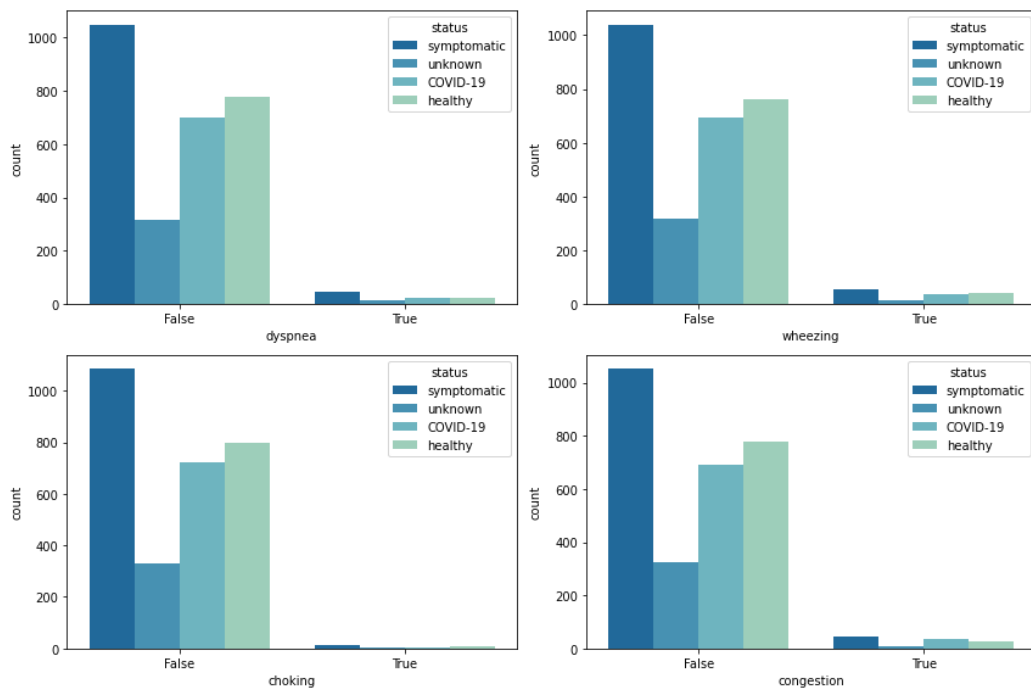 status
symptomatic
unknown
COVID-19
healthy
1000
800
600
400
200
0
count
False True
dyspnea
status
symptomatic
unknown
COVID-19
healthy
1000
800
600
400
200
0
count
False True
wheezing
status
symptomatic
unknown
COVID-19
healthy
1000
800
600
400
200
0
count
False True
choking
status
symptomatic
unknown
COVID-19
healthy
1000
800
600
400
200
0
count
False True
congestion